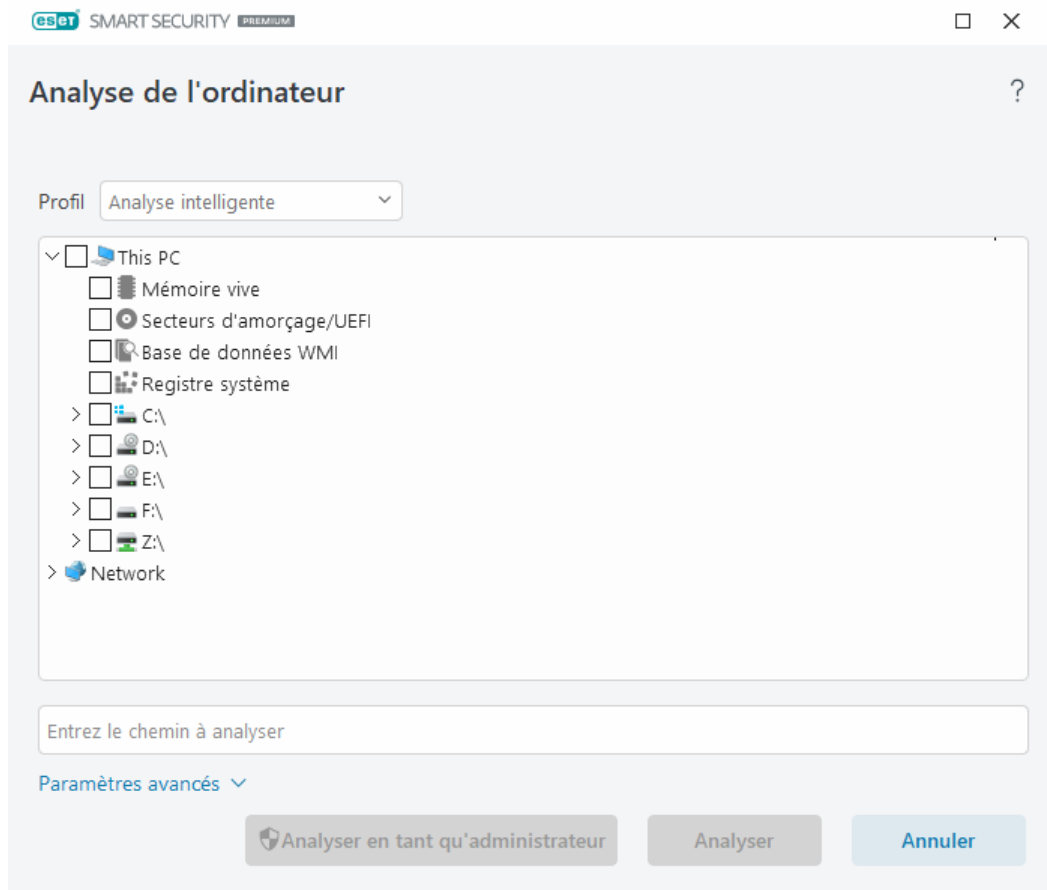 eset SMART SECURITY PREMIUM
Analyse de l'ordinateur
?
Profil Analyse intelligente
This PC
Mémoire vive
Secteurs d'amorçage/UEFI
Base de données WMI
Registre système
C:\
D:\
E:\
F:\
Z:\
Network
Entrez le chemin à analyser
Paramètres avancés
Analyser en tant qu'administrateur Analyser Annuler